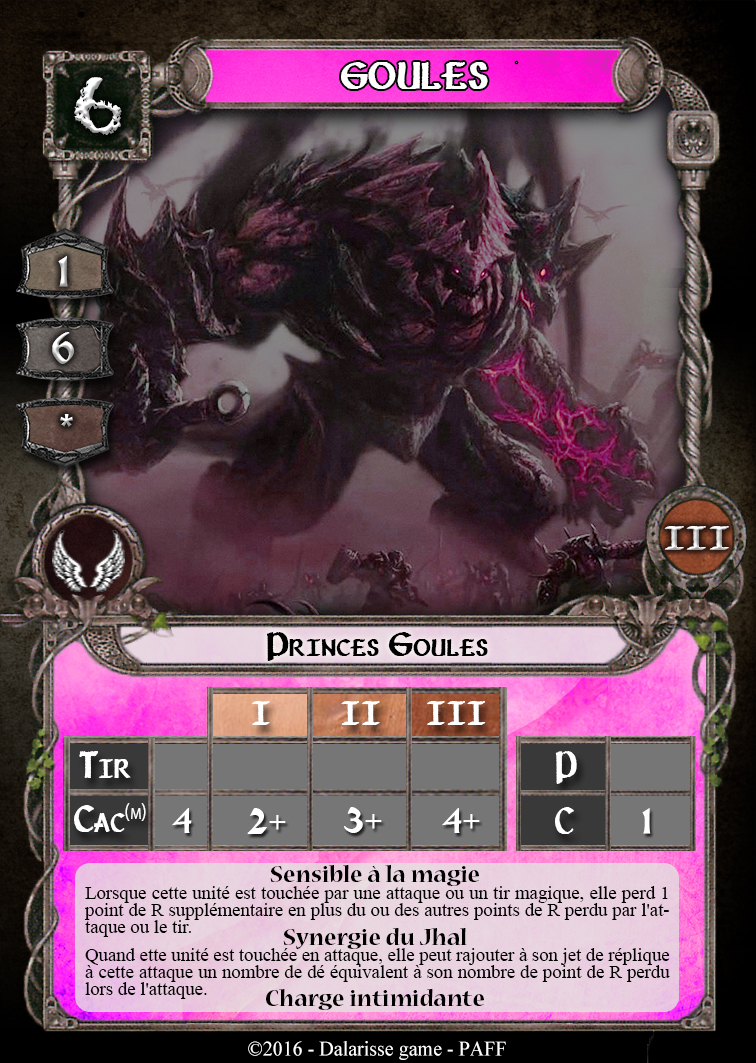 GOULES
6
1
6
*
III
PRINCES GOULES
I II III
TIR P
CAC(M) 4 2+ 3+ 4+ C 1
Sensible à la magie
Lorsque cette unité est touchée par une attaque ou un tir magique, elle perd 1
point de R supplémentaire en plus du ou des autres points de R perdu par l'at-
taque ou le tir.
Synergie du Jhal
Quand ette unité est touchée en attaque, elle peut rajouter à son jet de réplique
à cette attaque un nombre de dé équivalent à son nombre de point de R perdu
lors de l'attaque.
Charge intimidante
©2016 - Dalarisse game - PAFF